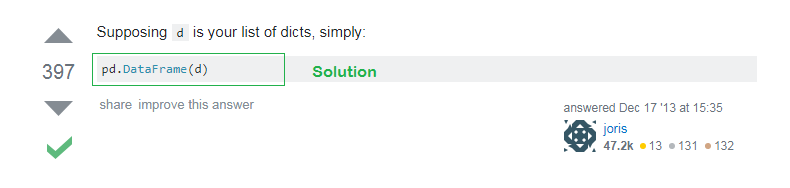 Supposing d is your list of dicts, simply:
397
pd.DataFrame(d)
Solution
share improve this answer
answered Dec 17 '13 at 15:35
joris
47.2k 13 131 132